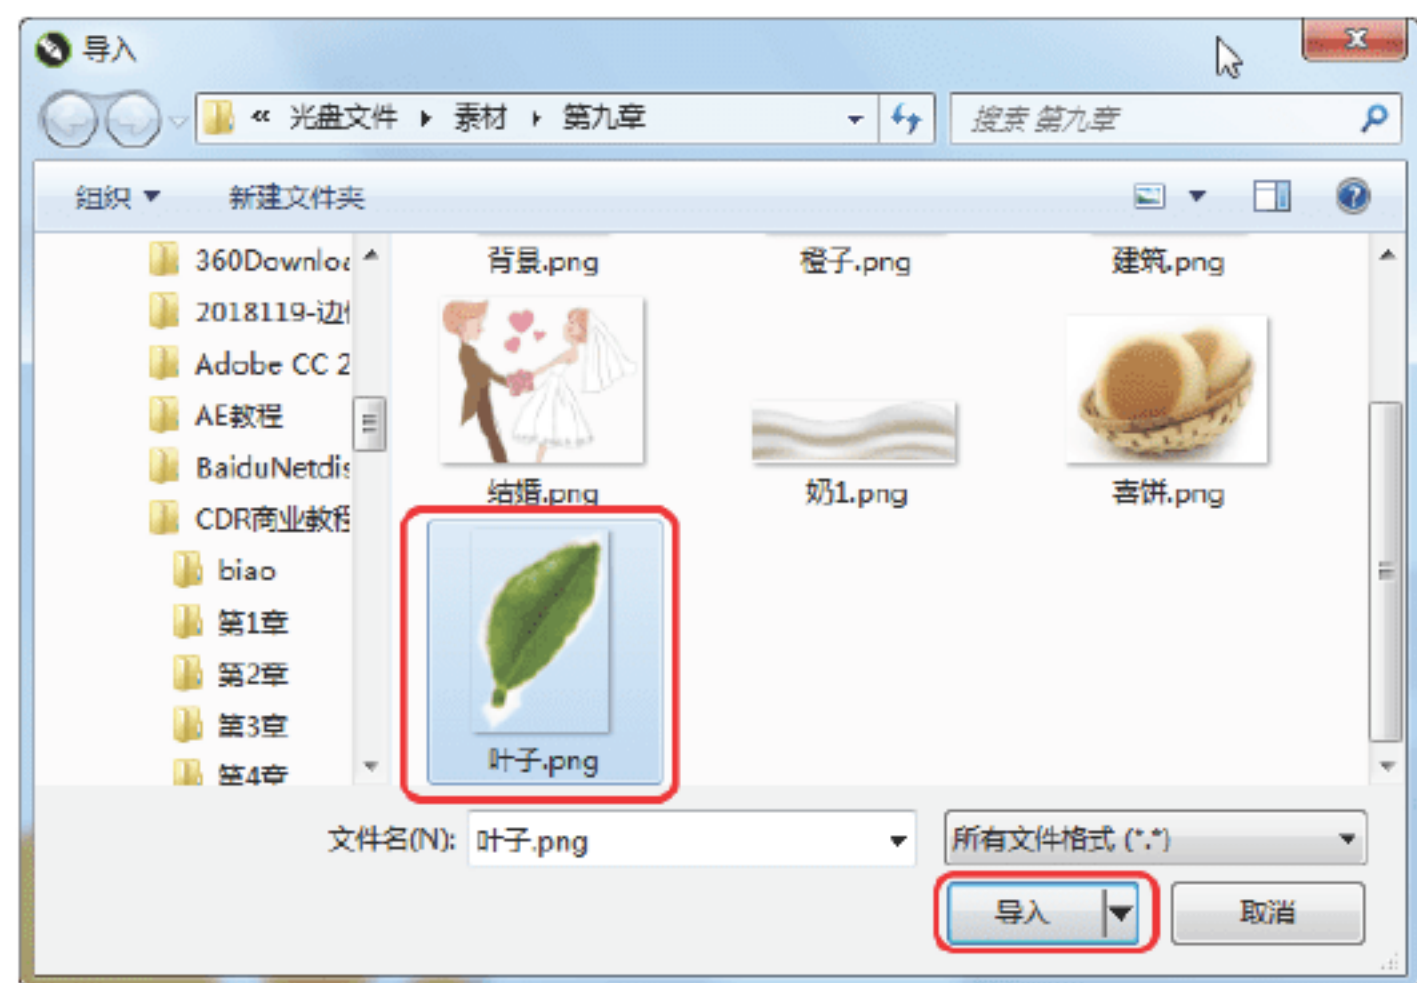 导入
« 光盘文件 ▸ 素材 ▸ 第九章
搜索 第九章
组织 ▼ 新建文件夹
360Downloa
2018119-边
Adobe CC 2
AE教程
BaiduNetdis
CDR商业教程
biao
第1章
第2章
第3章
第4章
背景.png
橙子.png
建筑.png
结婚.png
奶1.png
喜饼.png
叶子.png
文件名(N): 叶子.png
所有文件格式 (*.*)
导入
取消